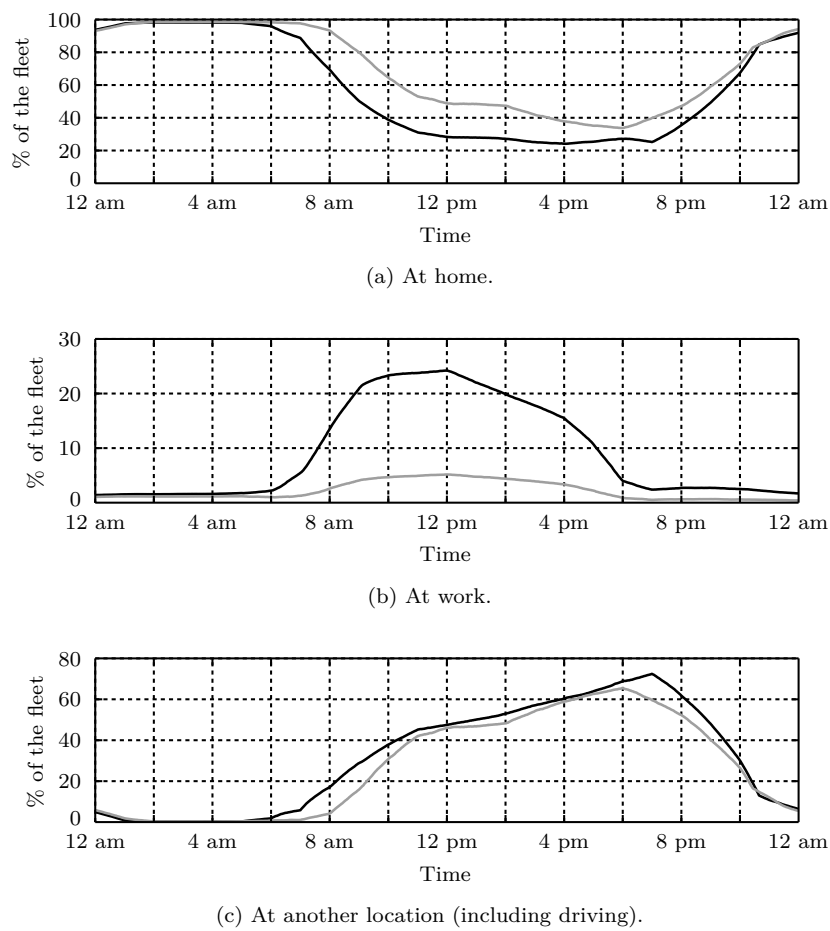 100
80
60
40
20
0
% of the fleet
12 am 4 am 8 am 12 pm 4 pm 8 pm 12 am
Time
(a) At home.
30
20
10
0
% of the fleet
12 am 4 am 8 am 12 pm 4 pm 8 pm 12 am
Time
(b) At work.
80
60
40
20
0
% of the fleet
12 am 4 am 8 am 12 pm 4 pm 8 pm 12 am
Time
(c) At another location (including driving).